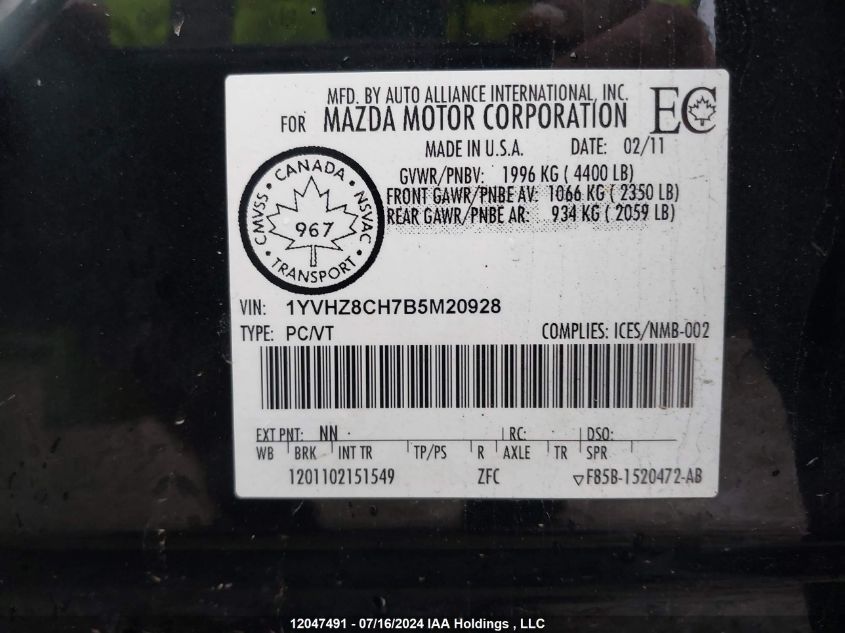 MFD. BY AUTO ALLIANCE INTERNATIONAL, INC.
FOR MAZDA MOTOR CORPORATION
EC
MADE IN U.S.A. DATE: 02/11
GVWR/PNBV: 1996 KG ( 4400 LB)
FRONT GAWR/PNBE AV: 1066 KG ( 2350 LB)
REAR GAWR/PNBE AR: 934 KG ( 2059 LB)
CANADA • NSVAC • TRANSPORT • CMVSS •
967
VIN: 1YVHZ8CH7B5M20928
TYPE: PC/VT COMPLIES: ICES/NMB-002
EXT PNT: NN RC: DSO:
WB BRK INT TR TP/PS R AXLE TR SPR
1201102151549 ZFC ▽F85B-1520472-AB
12047491 - 07/16/2024 IAA Holdings , LLC